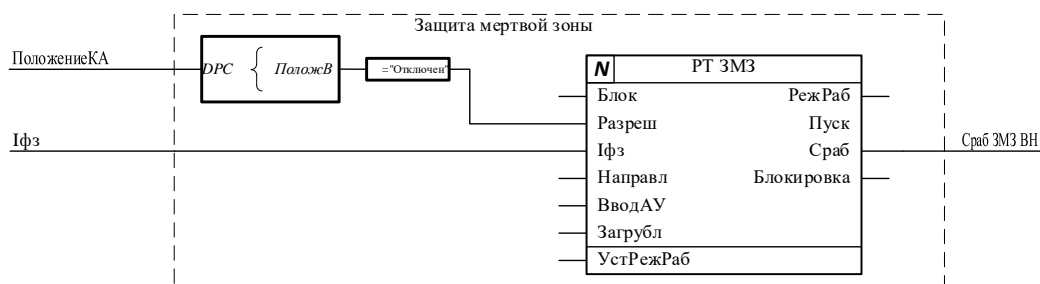 Защита мертвой зоны
ПоложениеКА
DPC { ПоложВ
="Отключен"
N РТ ЗМЗ
Блок РежРаб
Разреш Пуск
Iфз Iфз Сраб Сраб ЗМЗ ВН
Направл Блокировка
ВводАУ
Загрубл
УстРежРаб